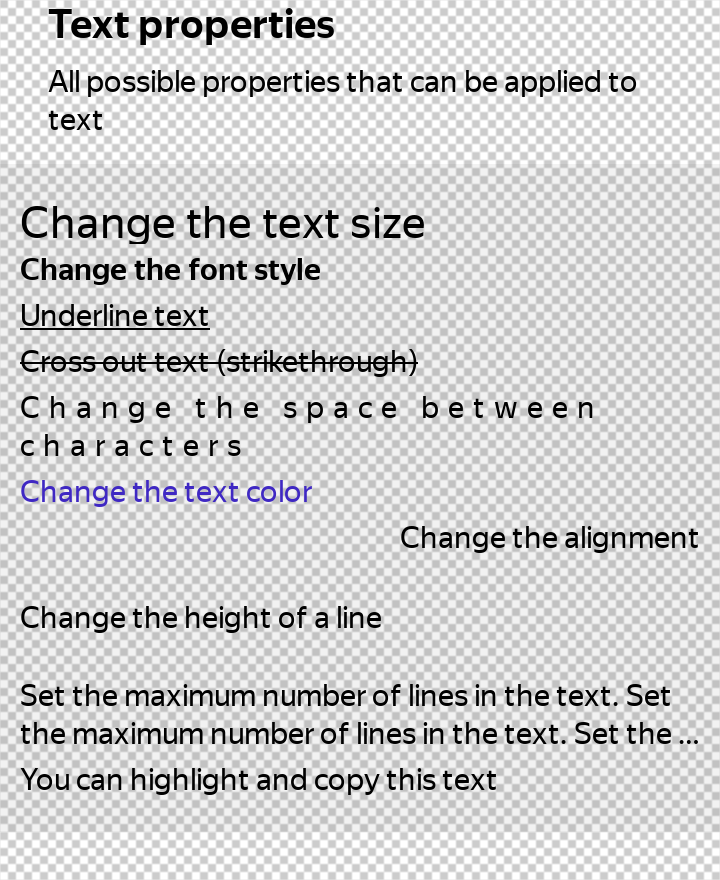 Text properties
All possible properties that can be applied to
text
Change the text size
Change the font style
Underline text
Cross out text (strikethrough)
Change the space between
characters
Change the text color
Change the alignment
Change the height of a line
Set the maximum number of lines in the text. Set
the maximum number of lines in the text. Set the ...
You can highlight and copy this text